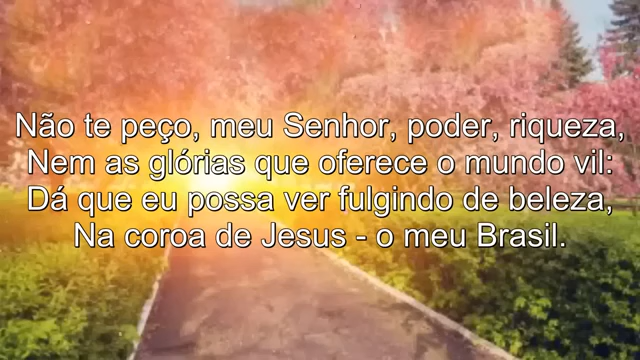 Não te peço, meu Senhor, poder, riqueza,
Nem as glórias que oferece o mundo vil:
Dá que eu possa ver fulgindo de beleza,
Na coroa de Jesus - o meu Brasil.